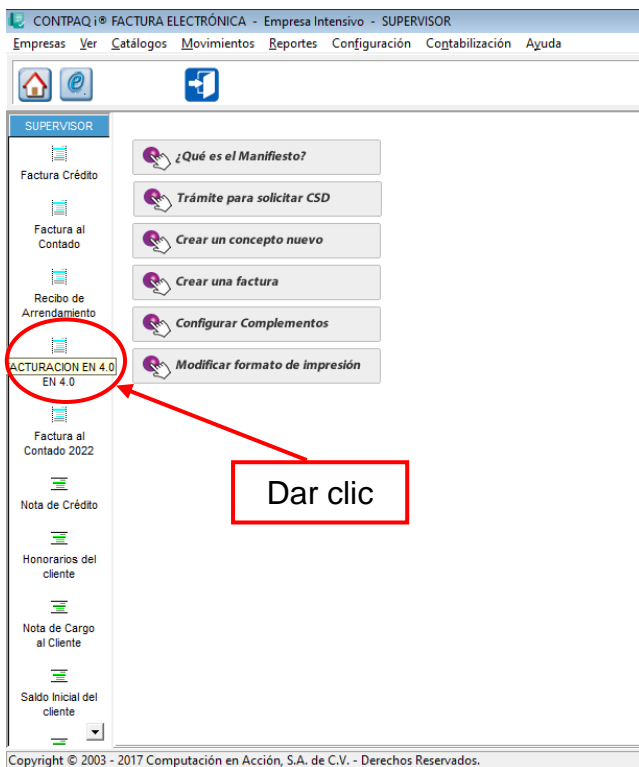 CONTPAQ i® FACTURA ELECTRÓNICA - Empresa Intensivo - SUPERVISOR
Empresas Ver Catálogos Movimientos Reportes Configuración Contabilización Ayuda
SUPERVISOR
Factura Crédito
Factura al
Contado
Recibo de
Arrendamiento
ACTURACION EN 4.0
EN 4.0
Factura al
Contado 2022
Nota de Crédito
Honorarios del
cliente
Nota de Cargo
al Cliente
Saldo Inicial del
cliente
¿Qué es el Manifiesto?
Trámite para solicitar CSD
Crear un concepto nuevo
Crear una factura
Configurar Complementos
Modificar formato de impresión
Dar clic
Copyright © 2003 - 2017 Computación en Acción, S.A. de C.V. - Derechos Reservados.